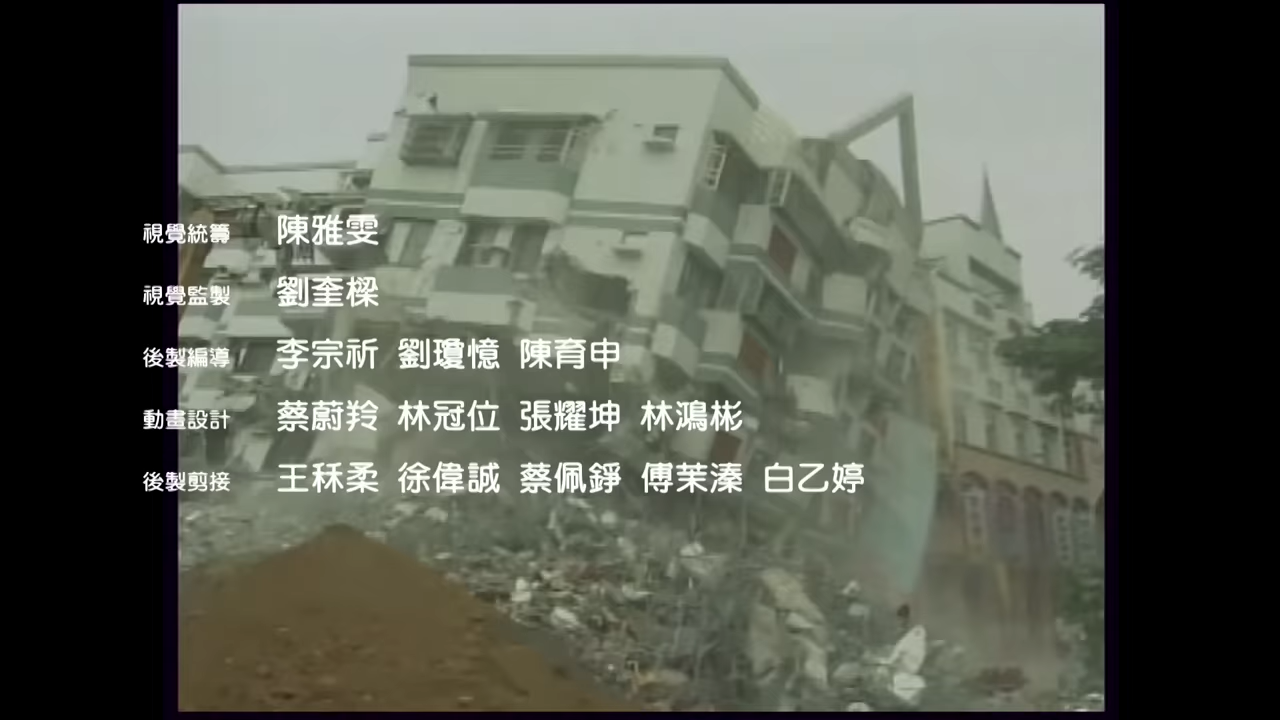 視覺統籌 陳雅雯
視覺監製 劉奎樑
後製編導 李宗祈 劉瓊憶 陳育申
動畫設計 蔡蔚羚 林冠位 張耀坤 林鴻彬
後製剪接 王秝柔 徐偉誠 蔡佩錚 傅茉溱 白乙婷